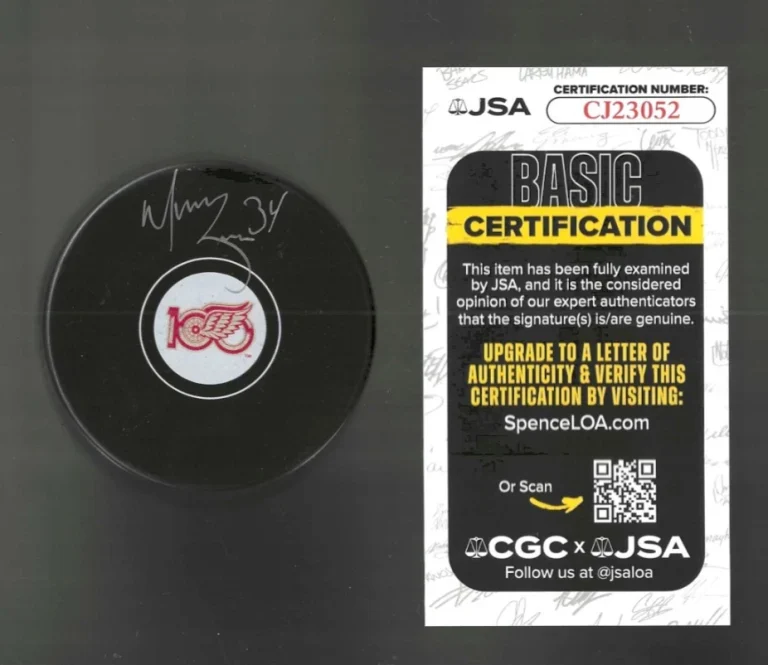 34
100
TM
JSA
CERTIFICATION NUMBER:
CJ23052
BASIC
CERTIFICATION
This item has been fully examined
by JSA, and it is the considered
opinion of our expert authenticators
that the signature(s) is/are genuine.
UPGRADE TO A LETTER OF
AUTHENTICITY & VERIFY THIS
CERTIFICATION BY VISITING:
SpenceLOA.com
Or Scan
CGC x JSA
Follow us at @jsaloa